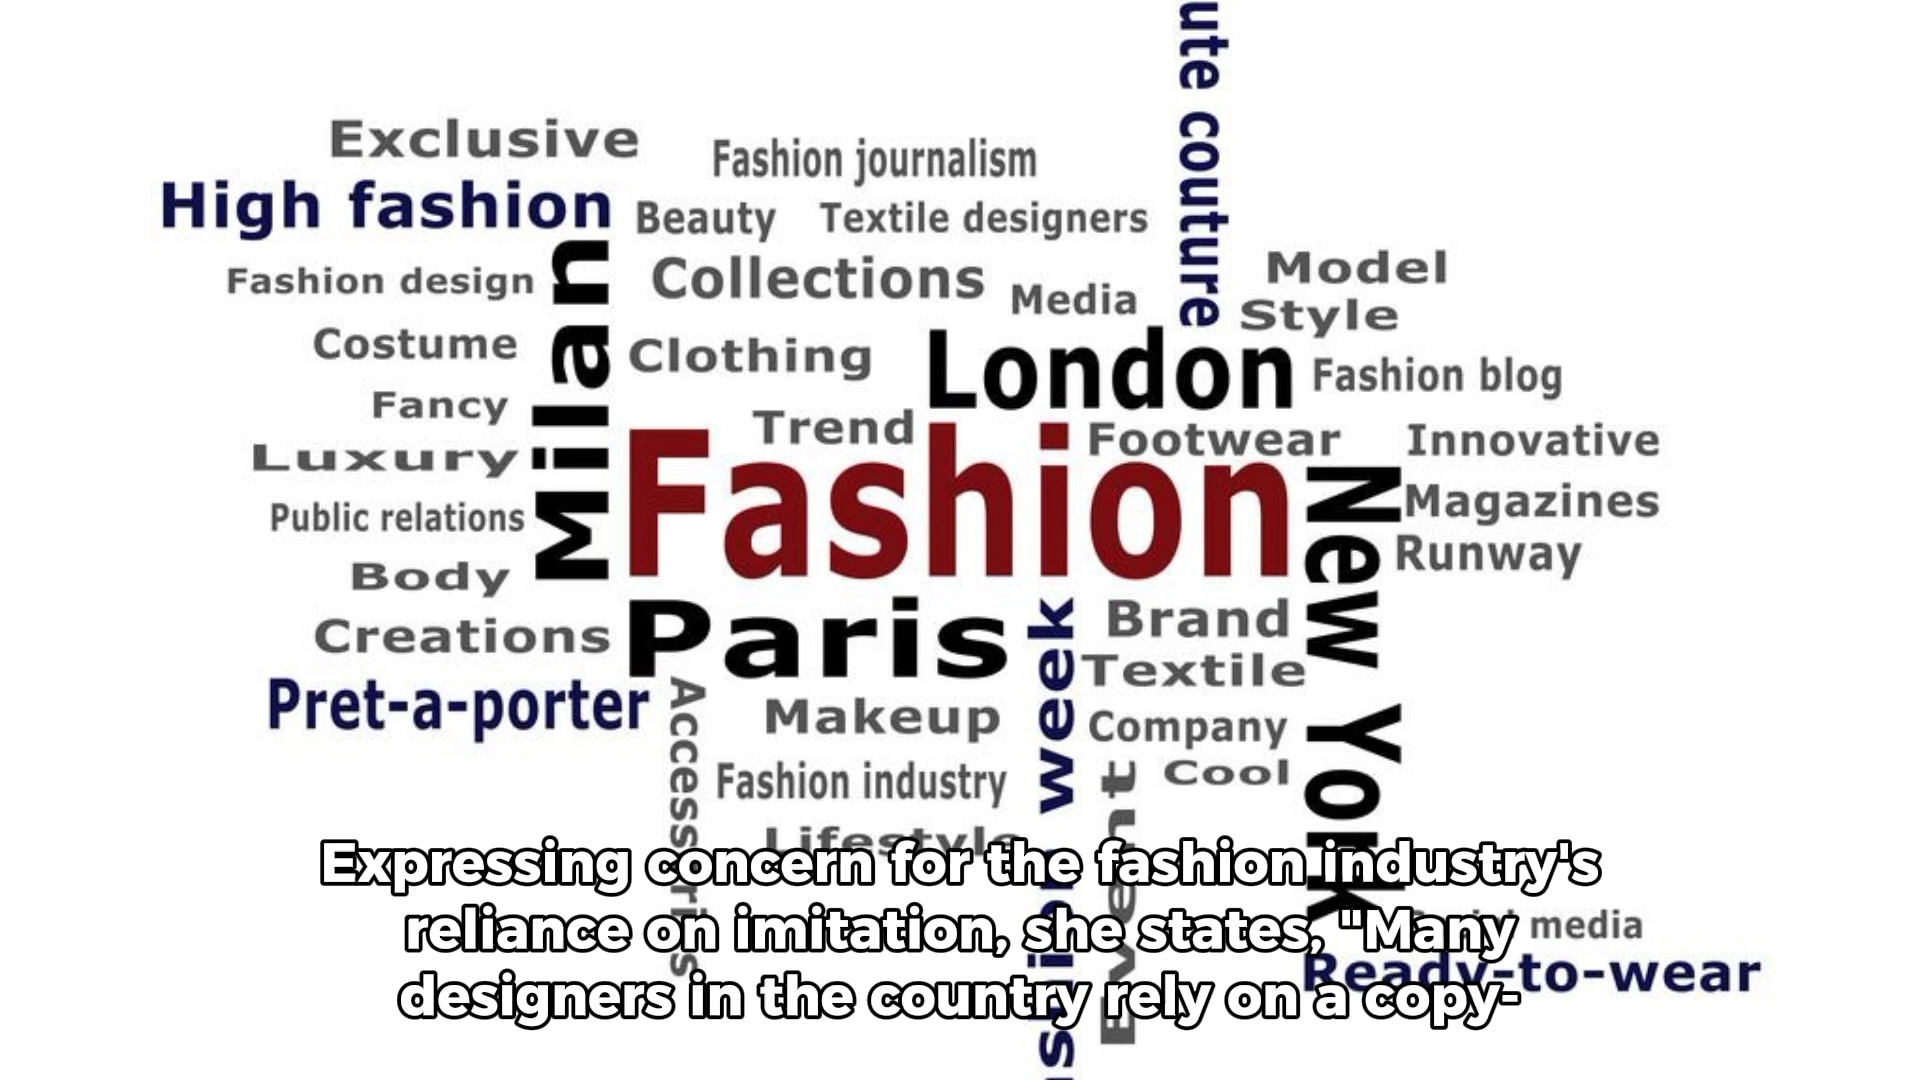 ute couture
Exclusive
Fashion journalism
High fashion
Beauty
Textile designers
Milan
Collections
Model
Fashion design
Media
Style
Costume
Clothing
London
Fashion blog
Fancy
Trend
Footwear
Innovative
Luxury
Fashion
New York
Magazines
Public relations
Runway
Body
Paris
Brand
Creations
week
Textile
Pret-a-porter
Makeup
Company
Fashion industry
Cool
Event
Lifestyle
media
Ready-to-wear
Expressing concern for the fashion industry's
reliance on imitation, she states, "Many
designers in the country rely on a copy-